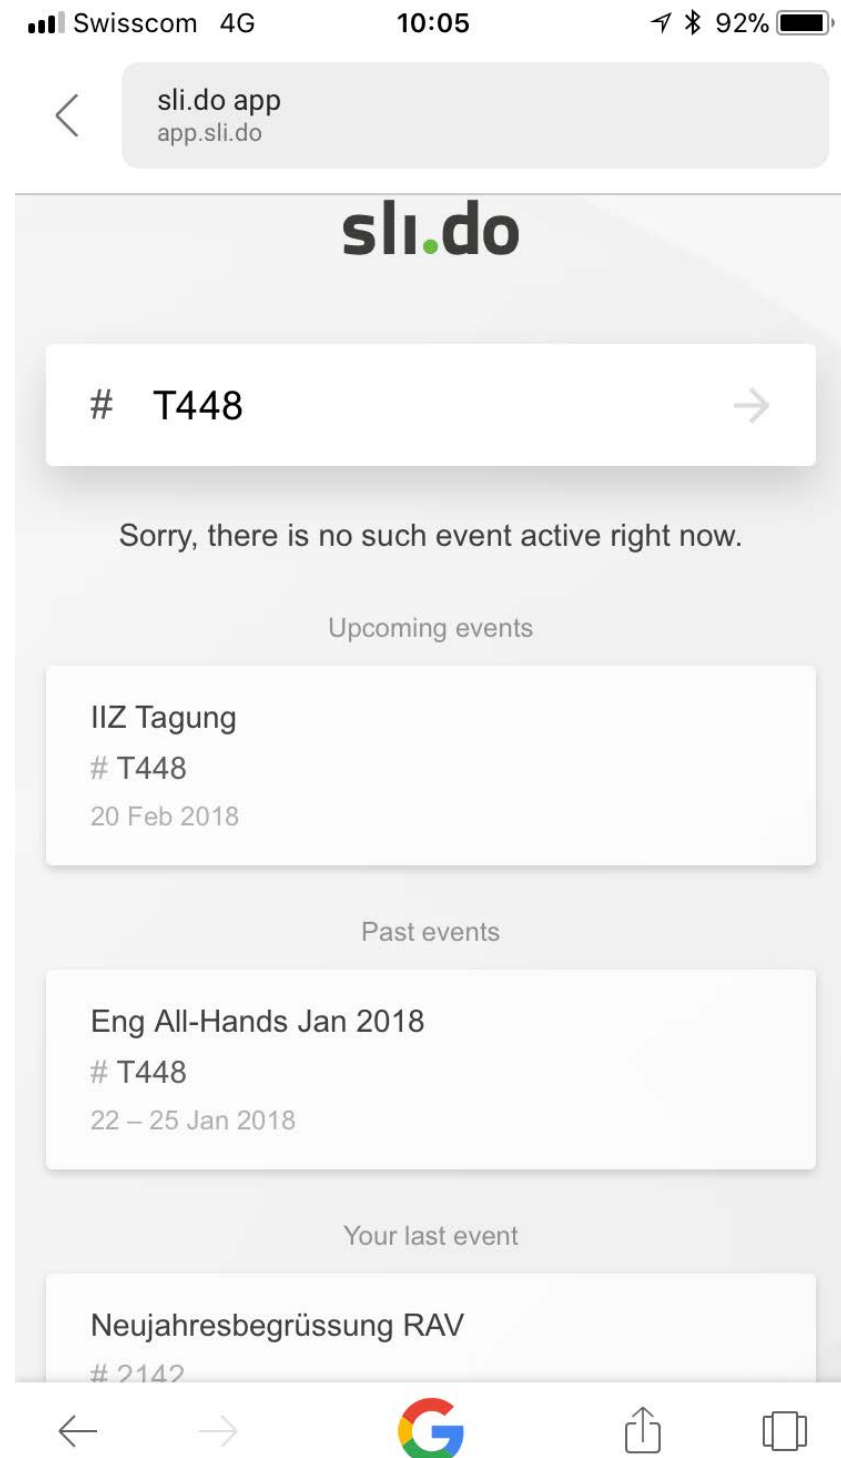 Swisscom 4G 10:05 92%
sli.do app
app.sli.do
sli.do
# T448
Sorry, there is no such event active right now.
Upcoming events
IIZ Tagung
# T448
20 Feb 2018
Past events
Eng All-Hands Jan 2018
# T448
22 – 25 Jan 2018
Your last event
Neujahresbegrüssung RAV
# 2142